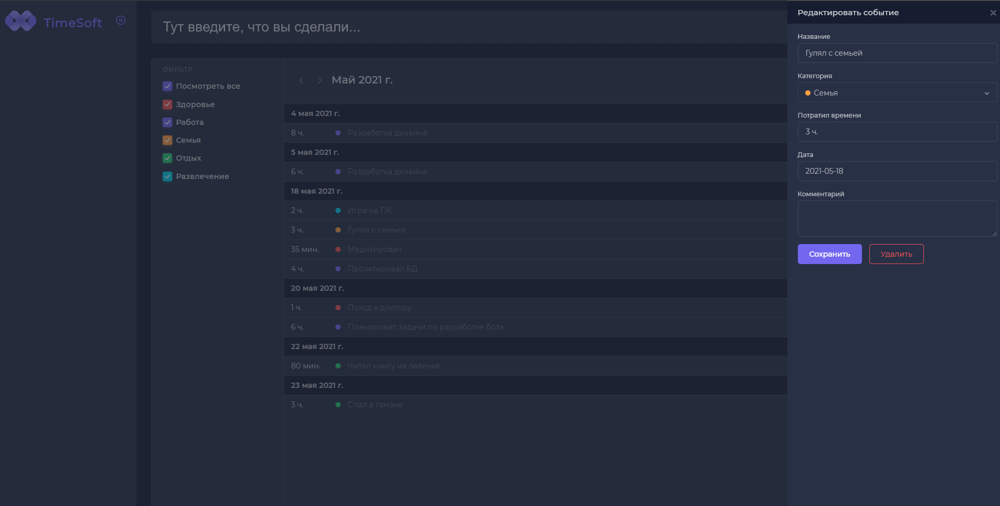 TimeSoft
Тут введите, что вы сделали...
ФИЛЬТР
Посмотреть все
Здоровье
Работа
Семья
Отдых
Развлечение
Май 2021 г.
4 мая 2021 г.
8 ч. Разработка дизайна
5 мая 2021 г.
6 ч. Разработка дизайна
18 мая 2021 г.
2 ч. Игра на ПК
3 ч. Гулял с семьей
35 мин. Медитировал
4 ч. Проэктировал БД
20 мая 2021 г.
1 ч. Поход к доктору
6 ч. Планировал задачи по разработке бота
22 мая 2021 г.
80 мин. Читал книгу на лавечке
23 мая 2021 г.
3 ч. Спал в гамаке
Редактировать событие
Название
Гулял с семьей
Категория
Семья
Потратил времени
3 ч.
Дата
2021-05-18
Комментарий
Сохранить Удалить